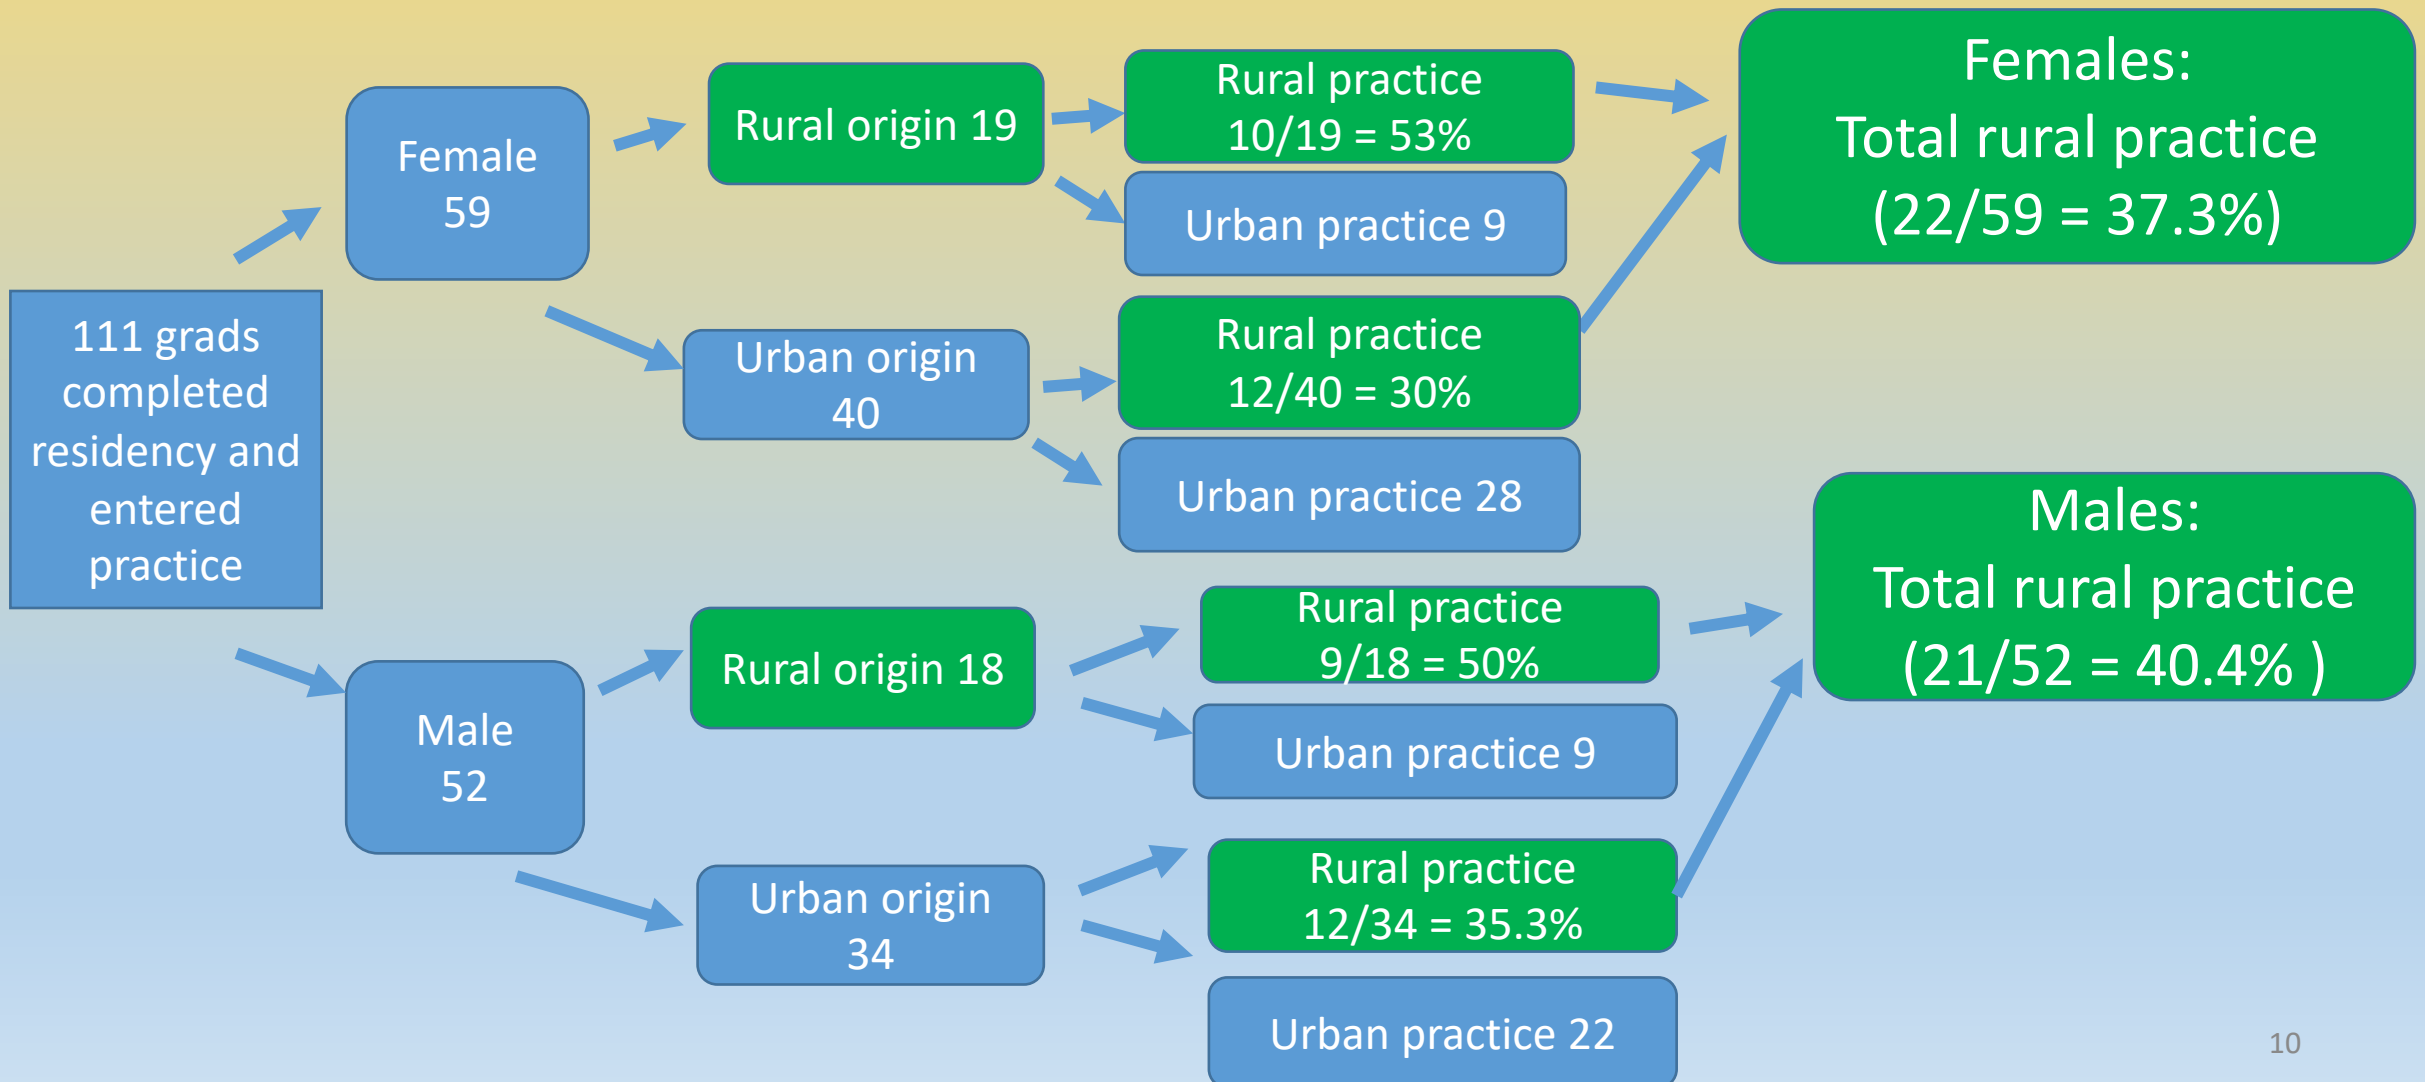 111 grads
completed
residency and
entered
practice
Female
59
Rural origin 19
Rural practice
10/19 = 53%
Urban practice 9
Urban origin
40
Rural practice
12/40 = 30%
Urban practice 28
Females:
Total rural practice
(22/59 = 37.3%)
Male
52
Rural origin 18
Rural practice
9/18 = 50%
Urban practice 9
Urban origin
34
Rural practice
12/34 = 35.3%
Urban practice 22
Males:
Total rural practice
(21/52 = 40.4% )
10